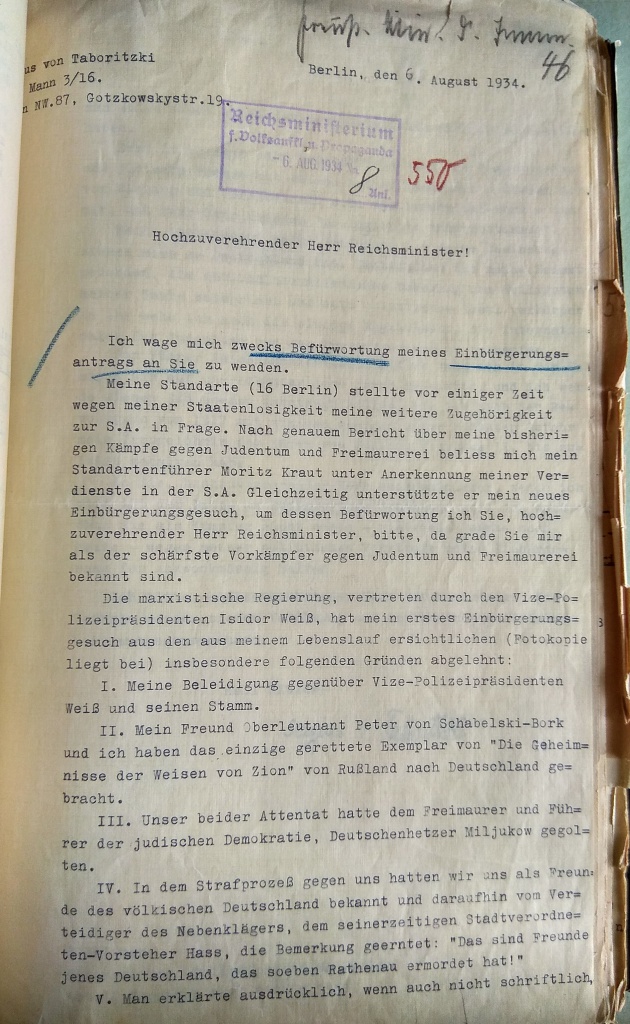 Preuß. Min. d. Innern.
46
us von Taboritzki
Mann 3/16.
n NW.87, Gotzkowskystr.19.
Berlin, den 6. August 1934.
Reichsministerium
f. Volksaufkl. u. Propaganda
- 6. AUG. 1934
8 Anl.
550
Hochzuverehrender Herr Reichsminister!
Ich wage mich zwecks Befürwortung meines Einbürgerungs=
antrags an Sie zu wenden.
Meine Standarte (16 Berlin) stellte vor einiger Zeit
wegen meiner Staatenlosigkeit meine weitere Zugehörigkeit
zur S.A. in Frage. Nach genauem Bericht über meine bisheri=
gen Kämpfe gegen Judentum und Freimaurerei beliess mich mein
Standartenführer Moritz Kraut unter Anerkennung meiner Ver=
dienste in der S.A. Gleichzeitig unterstützte er mein neues
Einbürgerungsgesuch, um dessen Befürwortung ich Sie, hoch=
zuverehrender Herr Reichsminister, bitte, da grade Sie mir
als der schärfste Vorkämpfer gegen Judentum und Freimaurerei
bekannt sind.
Die marxistische Regierung, vertreten durch den Vize-Po=
lizeipräsidenten Isidor Weiß, hat mein erstes Einbürgerungs=
gesuch aus den aus meinem Lebenslauf ersichtlichen (Fotokopie
liegt bei) insbesondere folgenden Gründen abgelehnt:
I. Meine Beleidigung gegenüber Vize-Polizeipräsidenten
Weiß und seinen Stamm.
II. Mein Freund Oberleutnant Peter von Schabelski-Bork
und ich haben das einzige gerettete Exemplar von "Die Geheim=
nisse der Weisen von Zion" von Rußland nach Deutschland ge=
bracht.
III. Unser beider Attentat hatte dem Freimaurer und Füh=
rer der judischen Demokratie, Deutschenhetzer Miljukow gegol=
ten.
IV. In dem Strafprozeß gegen uns hatten wir uns als Freun=
de des völkischen Deutschland bekannt und daraufhin vom Ver=
teidiger des Nebenklägers, dem seinerzeitigen Stadtverordne=
ten-Vorsteher Hass, die Bemerkung geerntet: "Das sind Freunde
jenes Deutschland, das soeben Rathenau ermordet hat!"
V. Man erklärte ausdrücklich, wenn auch nicht schriftlich,